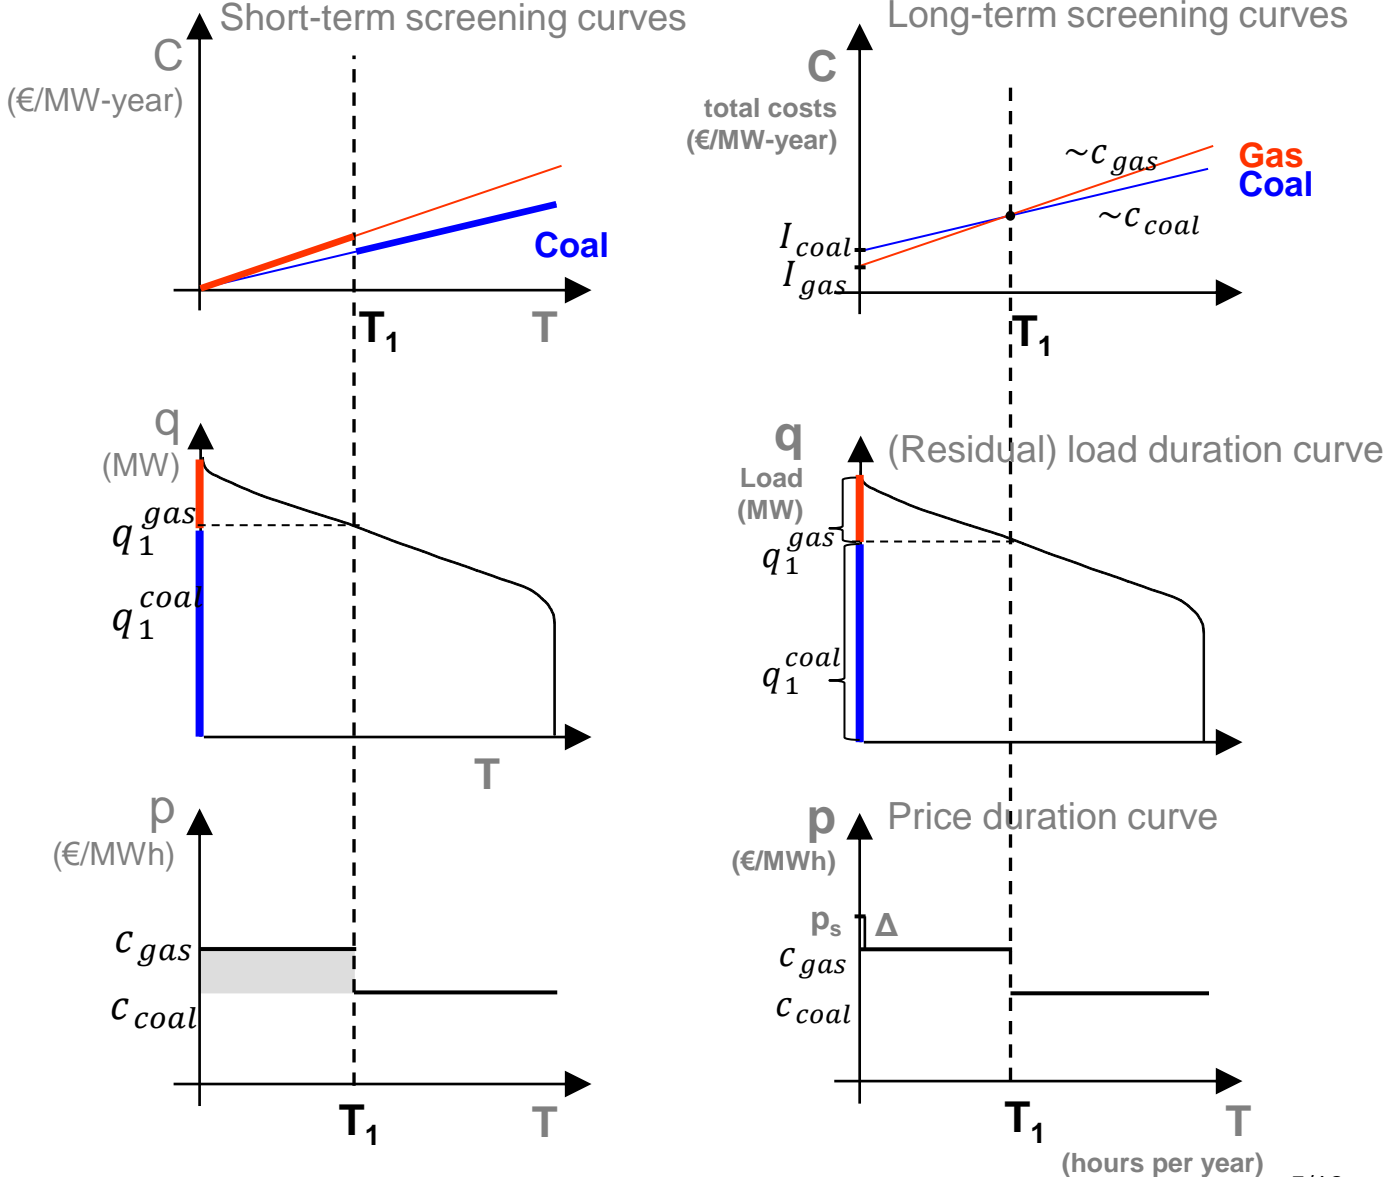 Short-term screening curves
C
(€/MW-year)
Coal
T₁
T
Long-term screening curves
C
total costs
(€/MW-year)
~c gas
Gas
Coal
~c coal
I coal
I gas
T₁
q
(MW)
q₁ gas
q₁ coal
T
q
(Residual) load duration curve
Load
(MW)
q₁ gas
q₁ coal
p
(€/MWh)
c gas
c coal
T₁
T
p
Price duration curve
(€/MWh)
pₛ
Δ
c gas
c coal
T₁
T
(hours per year)